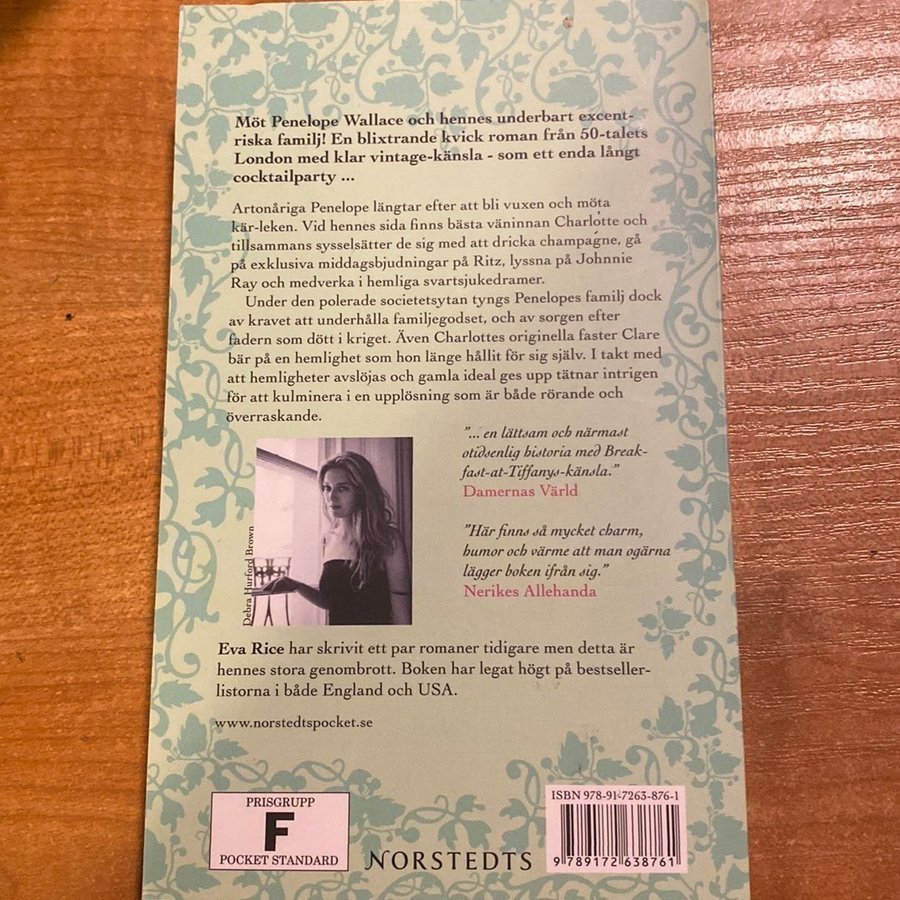 Möt Penelope Wallace och hennes underbart excent-
riska familj! En blixtrande kvick roman från 50-talets
London med klar vintage-känsla - som ett enda långt
cocktailparty ...
Artonåriga Penelope längtar efter att bli vuxen och möta
kär-leken. Vid hennes sida finns bästa väninnan Charlotte och
tillsammans sysselsätter de sig med att dricka champagne, gå
på exklusiva middagsbjudningar på Ritz, lyssna på Johnnie
Ray och medverka i hemliga svartsjukedramer.
Under den polerade societetsytan tyngs Penelopes familj dock
av kravet att underhålla familjegodset, och av sorgen efter
fadern som dött i kriget. Även Charlottes originella faster Clare
bär på en hemlighet som hon länge hållit för sig själv. I takt med
att hemligheter avslöjas och gamla ideal ges upp tätnar intrigen
för att kulminera i en upplösning som är både rörande och
överraskande.
"... en lättsam och närmast
otidsenlig historia med Break-
fast-at-Tiffanys-känsla."
Damernas Värld
"Här finns så mycket charm,
humor och värme att man ogärna
lägger boken ifrån sig."
Nerikes Allehanda
Debra Hurford Brown
Eva Rice har skrivit ett par romaner tidigare men detta är
hennes stora genombrott. Boken har legat högt på bestseller-
listorna i både England och USA.
www.norstedtspocket.se
PRISGRUPP
F
POCKET STANDARD
NORSTEDTS
ISBN 978-91-7263-876-1
9 789172 638761